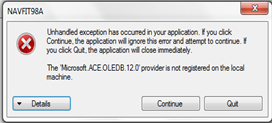 NAVFIT98A
Unhandled exception has occurred in your application. If you click
Continue, the application will ignore this error and attempt to continue. If
you click Quit, the application will close immediately.
The 'Microsoft.ACE.OLEDB.12.0' provider is not registered on the local
machine.
Details
Continue
Quit